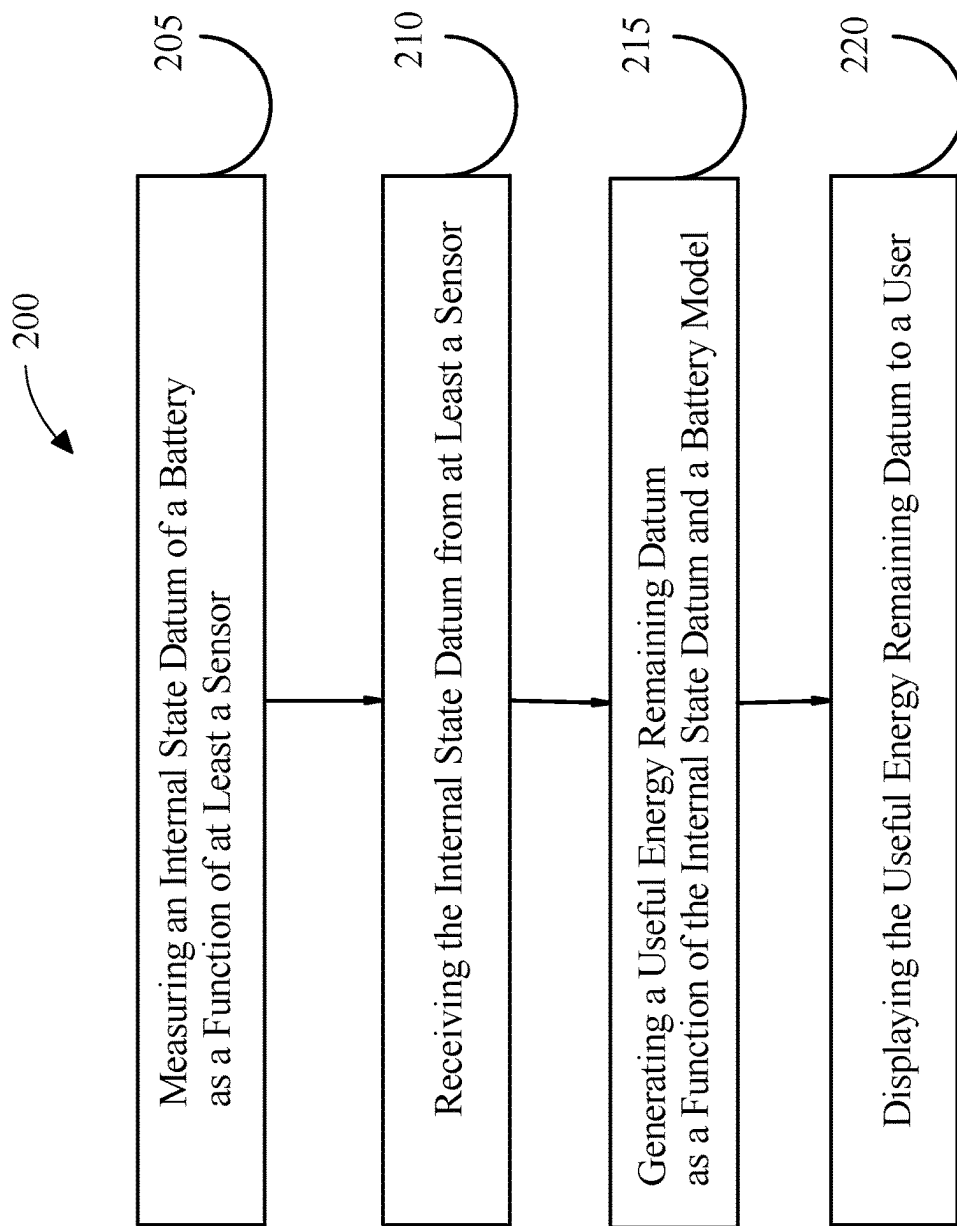 200
Measuring an Internal State Datum of a Battery
as a Function of at Least a Sensor
205
Receiving the Internal State Datum from at Least a Sensor
210
Generating a Useful Energy Remaining Datum
as a Function of the Internal State Datum and a Battery Model
215
Displaying the Useful Energy Remaining Datum to a User
220